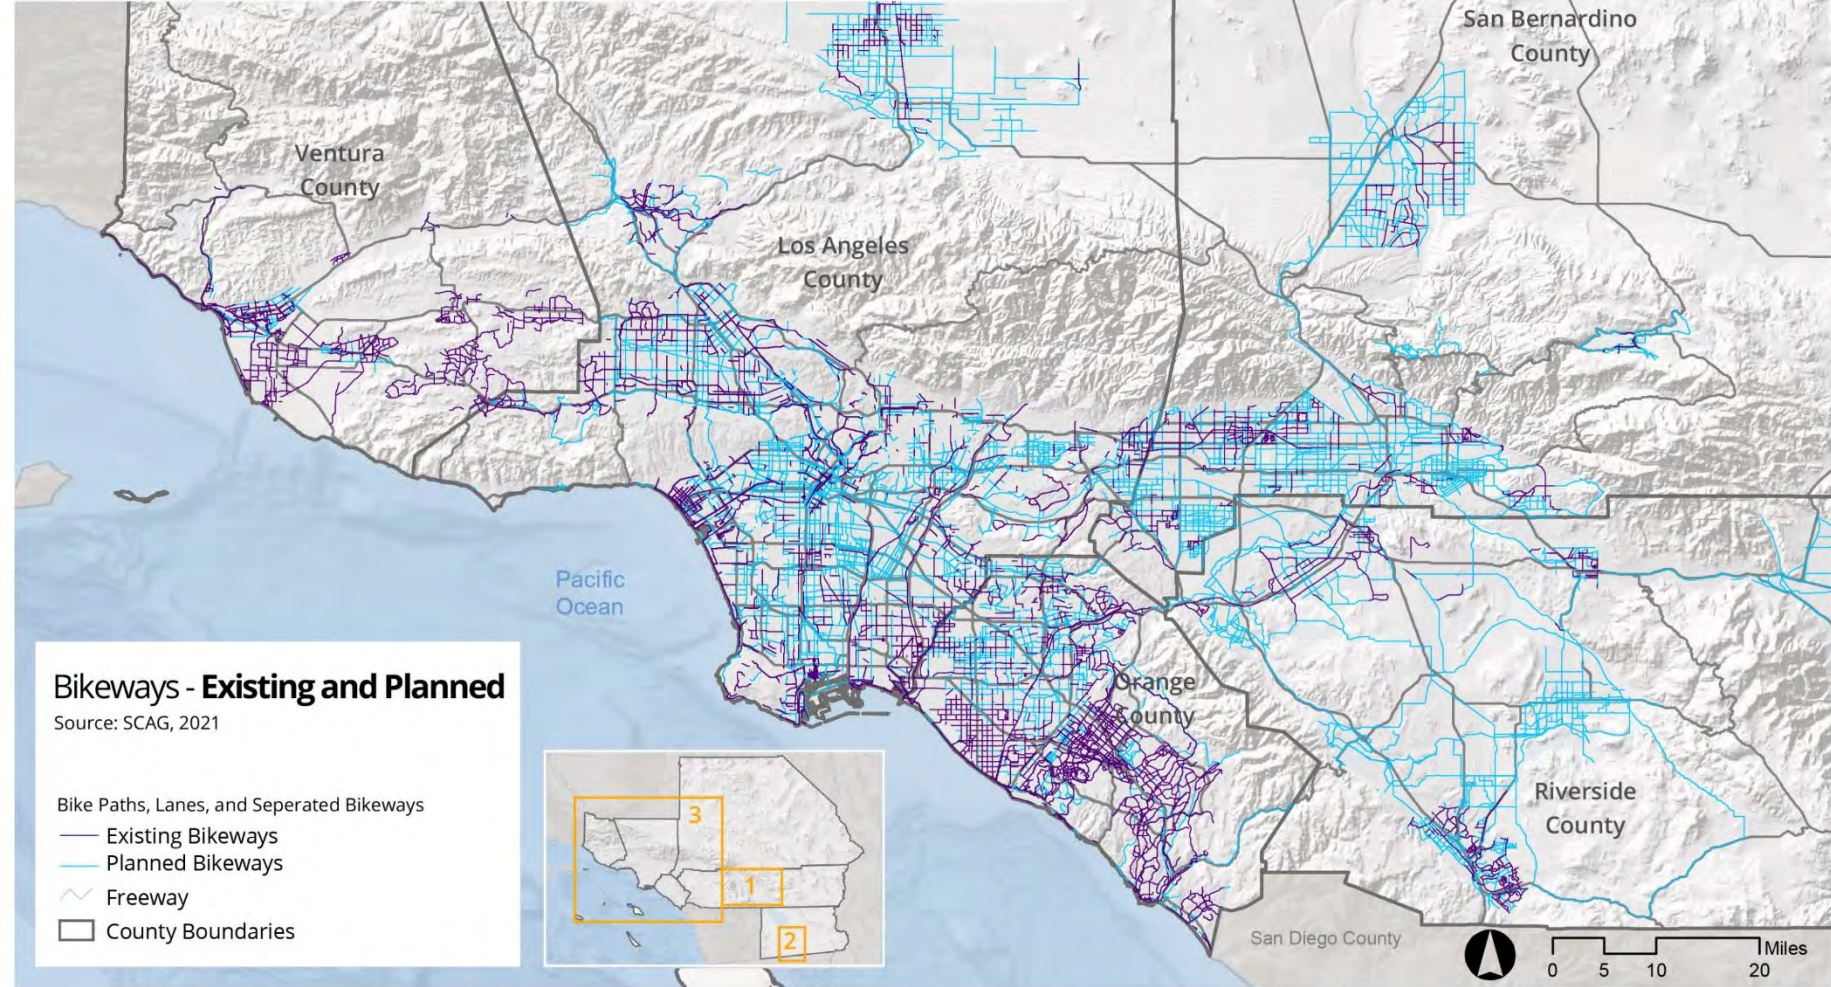 San Bernardino
County
Ventura
County
Los Angeles
County
Pacific
Ocean
Orange
County
Riverside
County
San Diego County
Bikeways - Existing and Planned
Source: SCAG, 2021
Bike Paths, Lanes, and Seperated Bikeways
Existing Bikeways
Planned Bikeways
Freeway
County Boundaries
3
1
2
Miles
0 5 10 20